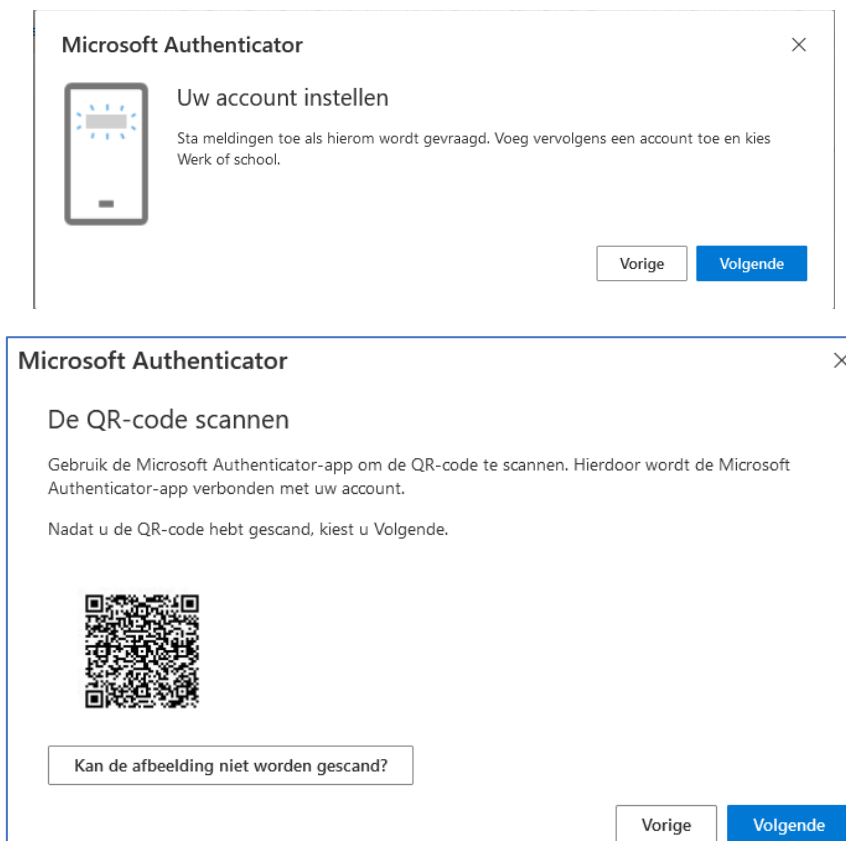 Microsoft Authenticator
Uw account instellen
Sta meldingen toe als hierom wordt gevraagd. Voeg vervolgens een account toe en kies
Werk of school.
Vorige
Volgende
Microsoft Authenticator
De QR-code scannen
Gebruik de Microsoft Authenticator-app om de QR-code te scannen. Hierdoor wordt de Microsoft
Authenticator-app verbonden met uw account.
Nadat u de QR-code hebt gescand, kiest u Volgende.
Kan de afbeelding niet worden gescand?
Vorige
Volgende